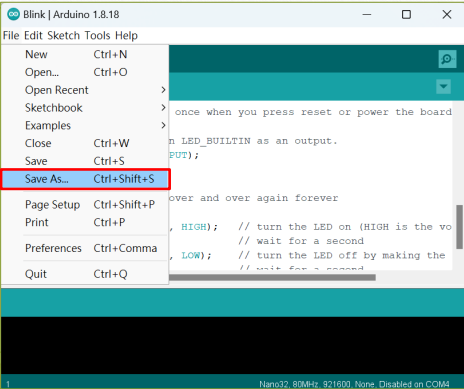 Blink | Arduino 1.8.18
File Edit Sketch Tools Help
New Ctrl+N
Open... Ctrl+O
Open Recent >
Sketchbook >
Examples >
Close Ctrl+W
Save Ctrl+S
Save As... Ctrl+Shift+S
Page Setup Ctrl+Shift+P
Print Ctrl+P
Preferences Ctrl+Comma
Quit Ctrl+Q
once when you press reset or power the board
n LED_BUILTIN as an output.
PUT);
over and over again forever
, HIGH); // turn the LED on (HIGH is the vo
// wait for a second
, LOW); // turn the LED off by making the
// wait for a second
1 Nano32, 80MHz, 921600, None, Disabled on COM4